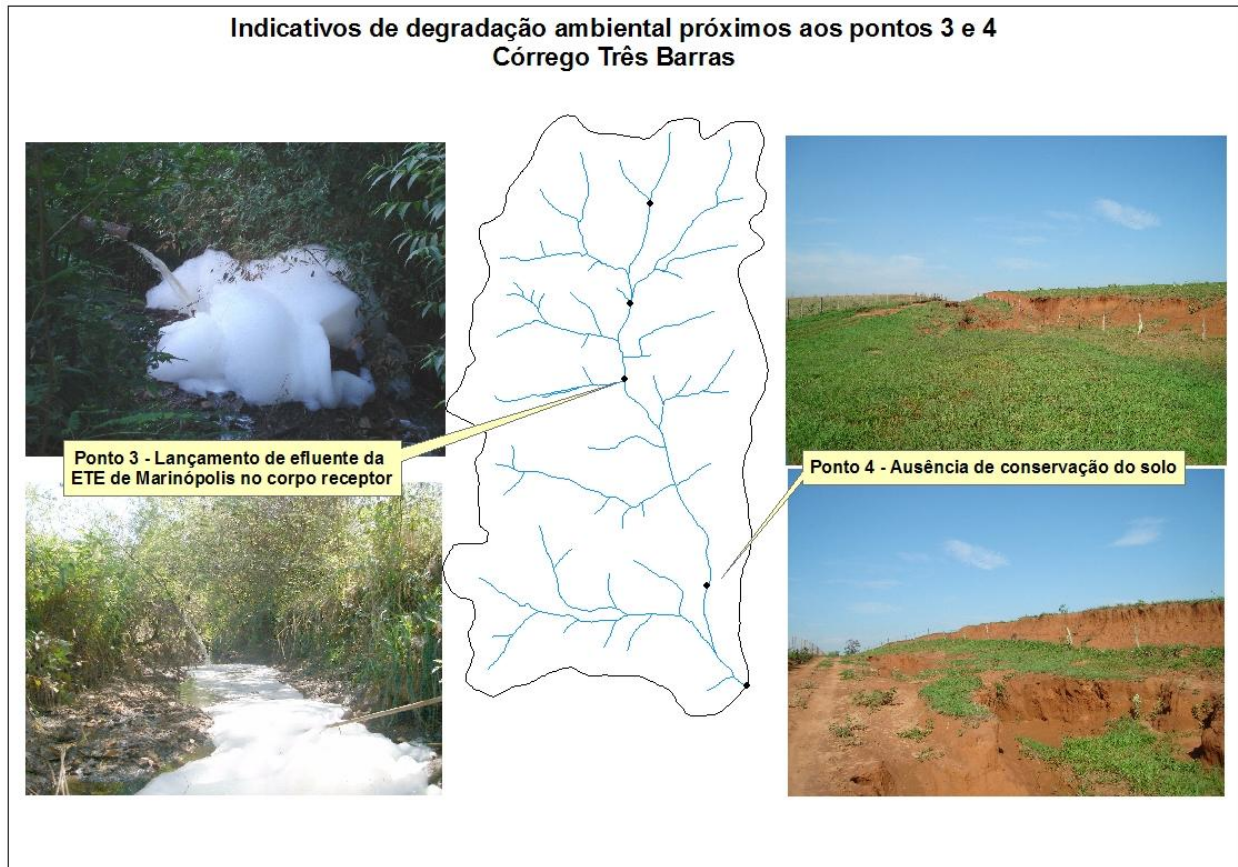 Indicativos de degradação ambiental próximos aos pontos 3 e 4
Córrego Três Barras
Ponto 3 - Lançamento de efluente da
ETE de Marinópolis no corpo receptor
Ponto 4 - Ausência de conservação do solo